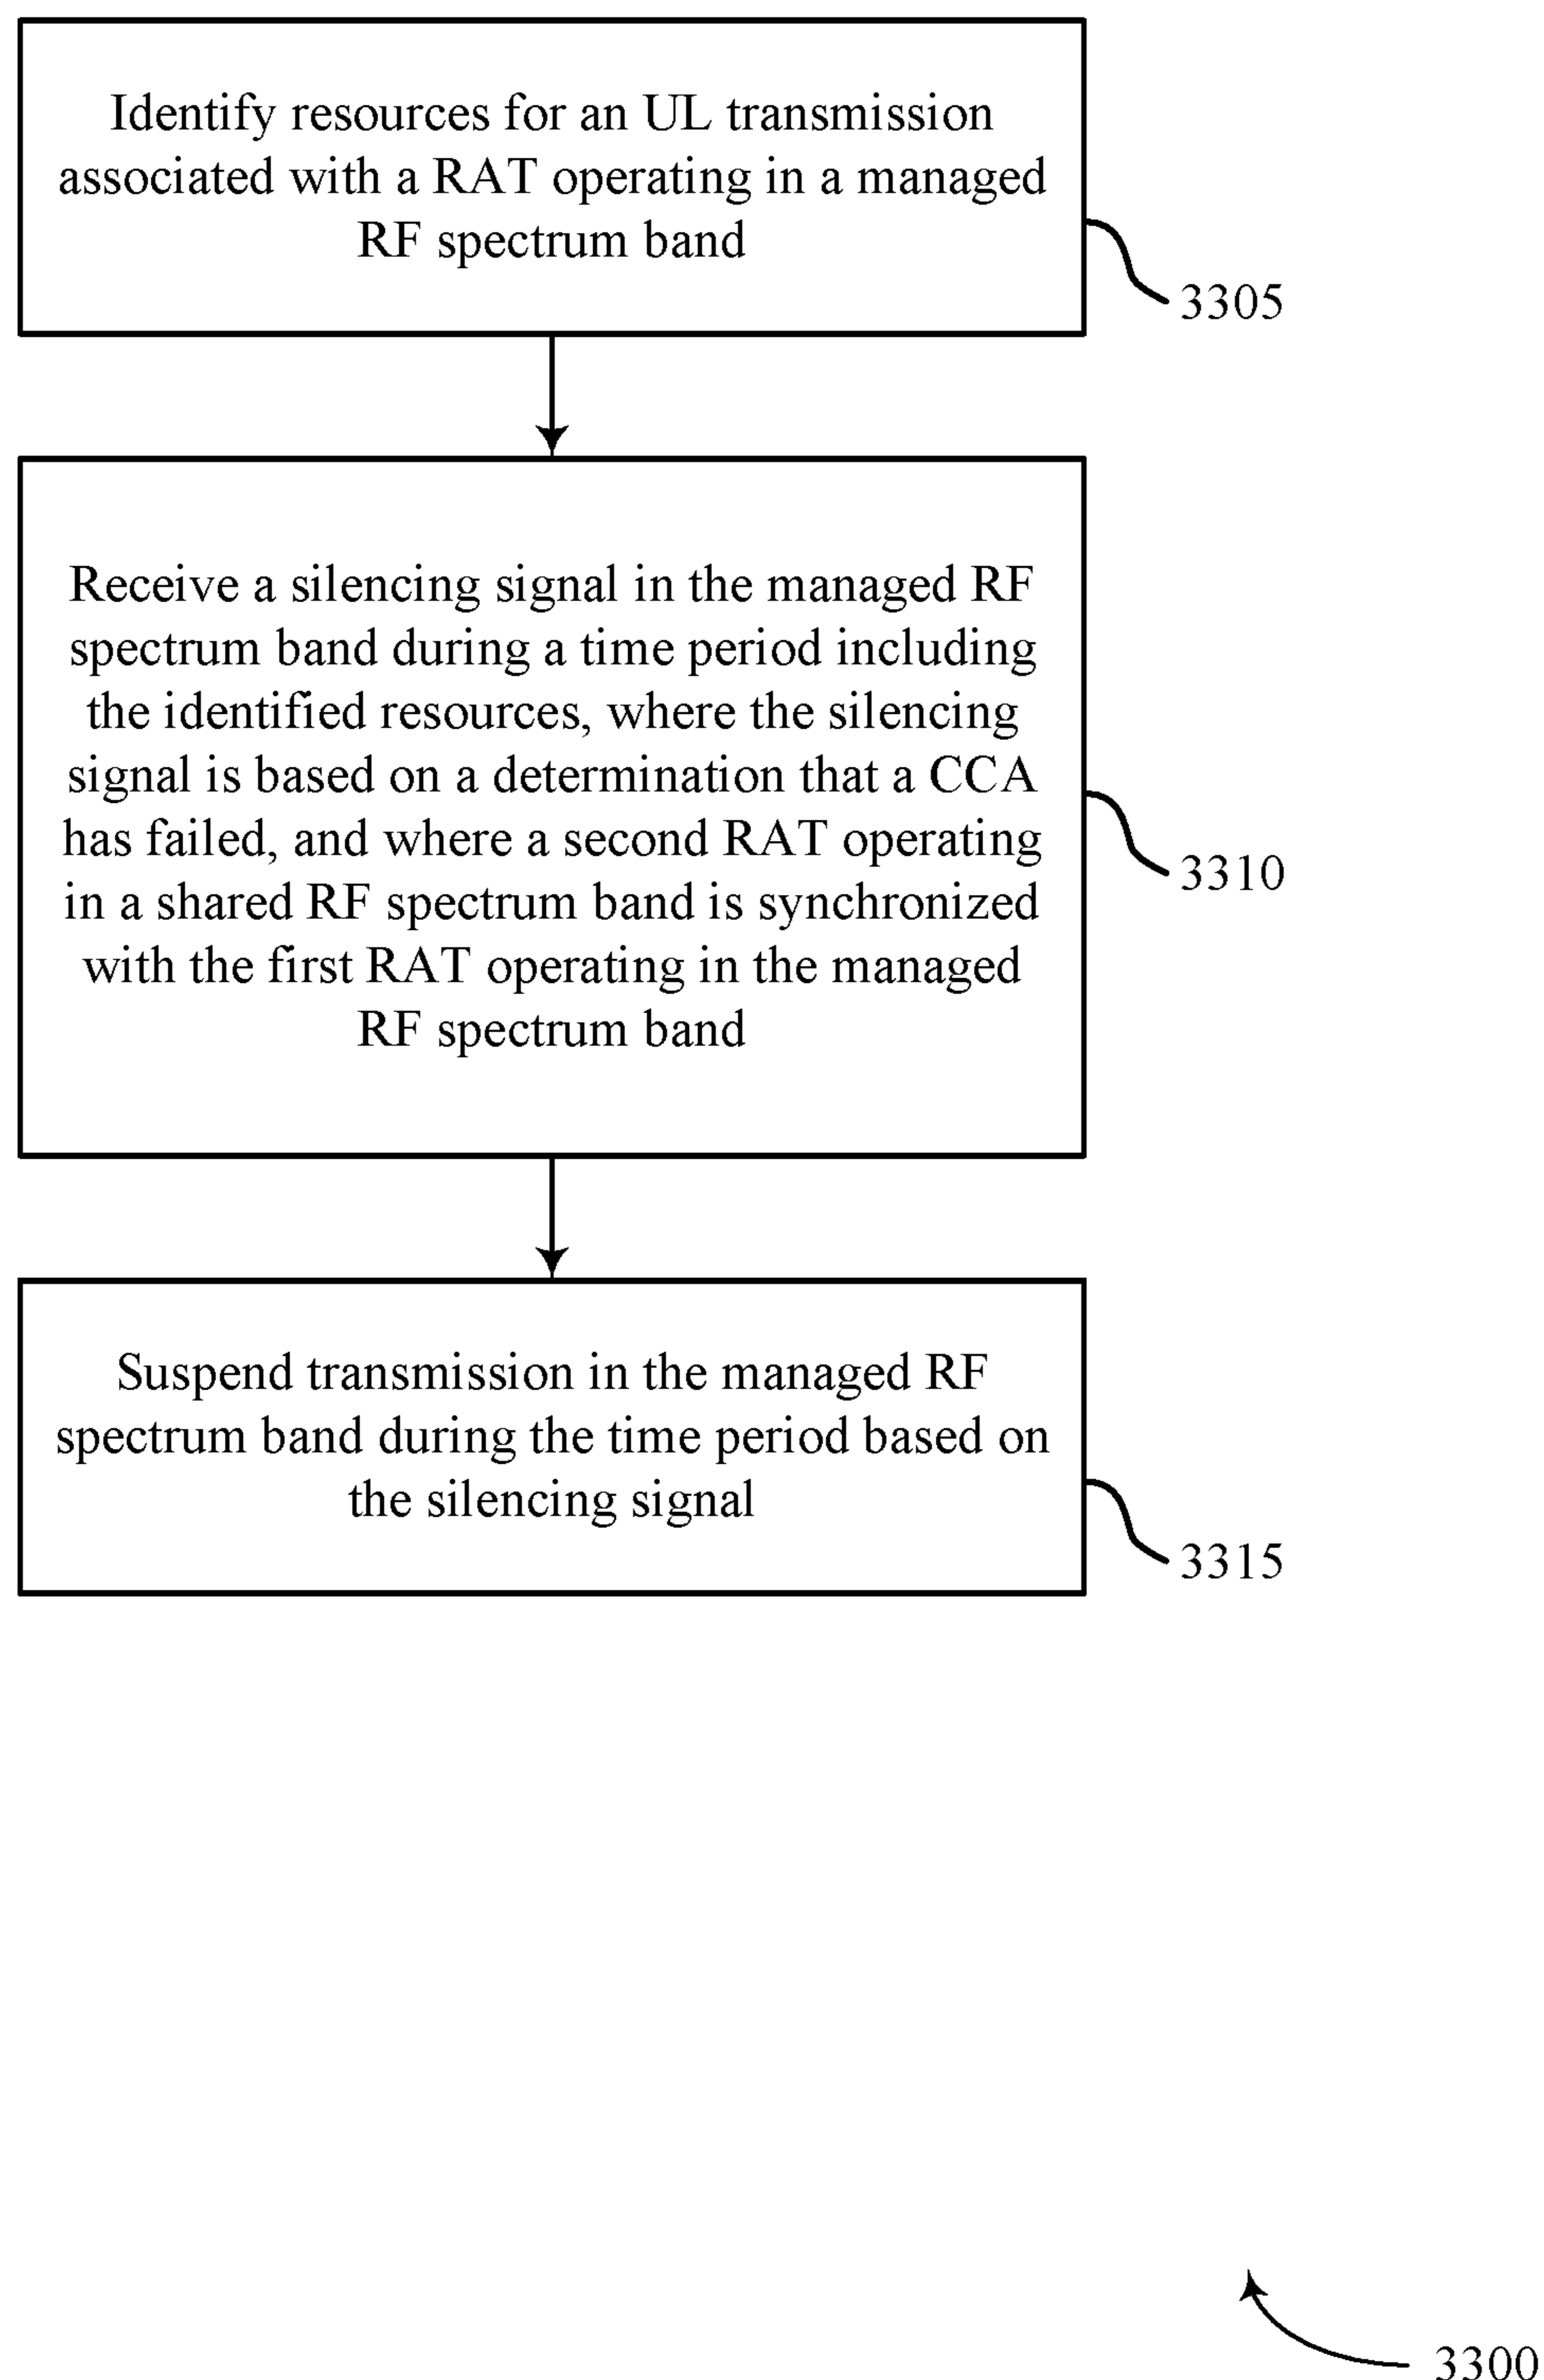 Identify resources for an UL transmission
associated with a RAT operating in a managed
RF spectrum band
3305
Receive a silencing signal in the managed RF
spectrum band during a time period including
the identified resources, where the silencing
signal is based on a determination that a CCA
has failed, and where a second RAT operating
in a shared RF spectrum band is synchronized
with the first RAT operating in the managed
RF spectrum band
3310
Suspend transmission in the managed RF
spectrum band during the time period based on
the silencing signal
3315
3300